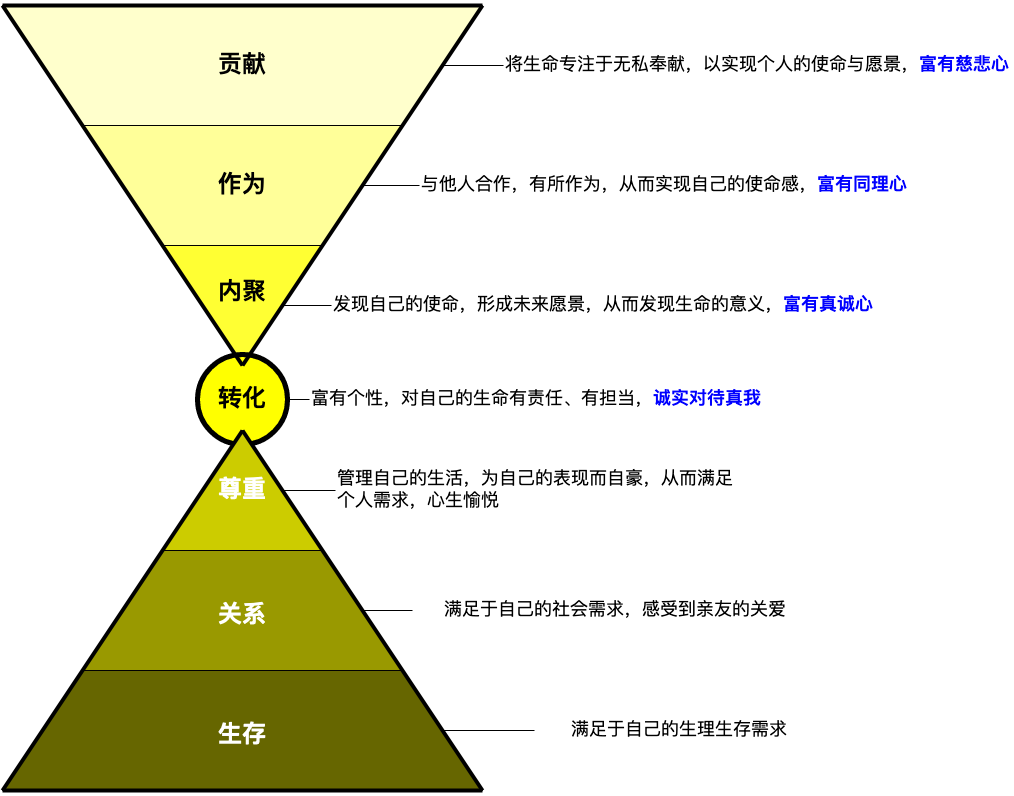 贡献
将生命专注于无私奉献，以实现个人的使命与愿景，富有慈悲心
作为
与他人合作，有所作为，从而实现自己的使命感，富有同理心
内聚
发现自己的使命，形成未来愿景，从而发现生命的意义，富有真诚心
转化
富有个性，对自己的生命有责任、有担当，诚实对待真我
尊重
管理自己的生活，为自己的表现而自豪，从而满足
个人需求，心生愉悦
关系
满足于自己的社会需求，感受到亲友的关爱
生存
满足于自己的生理生存需求